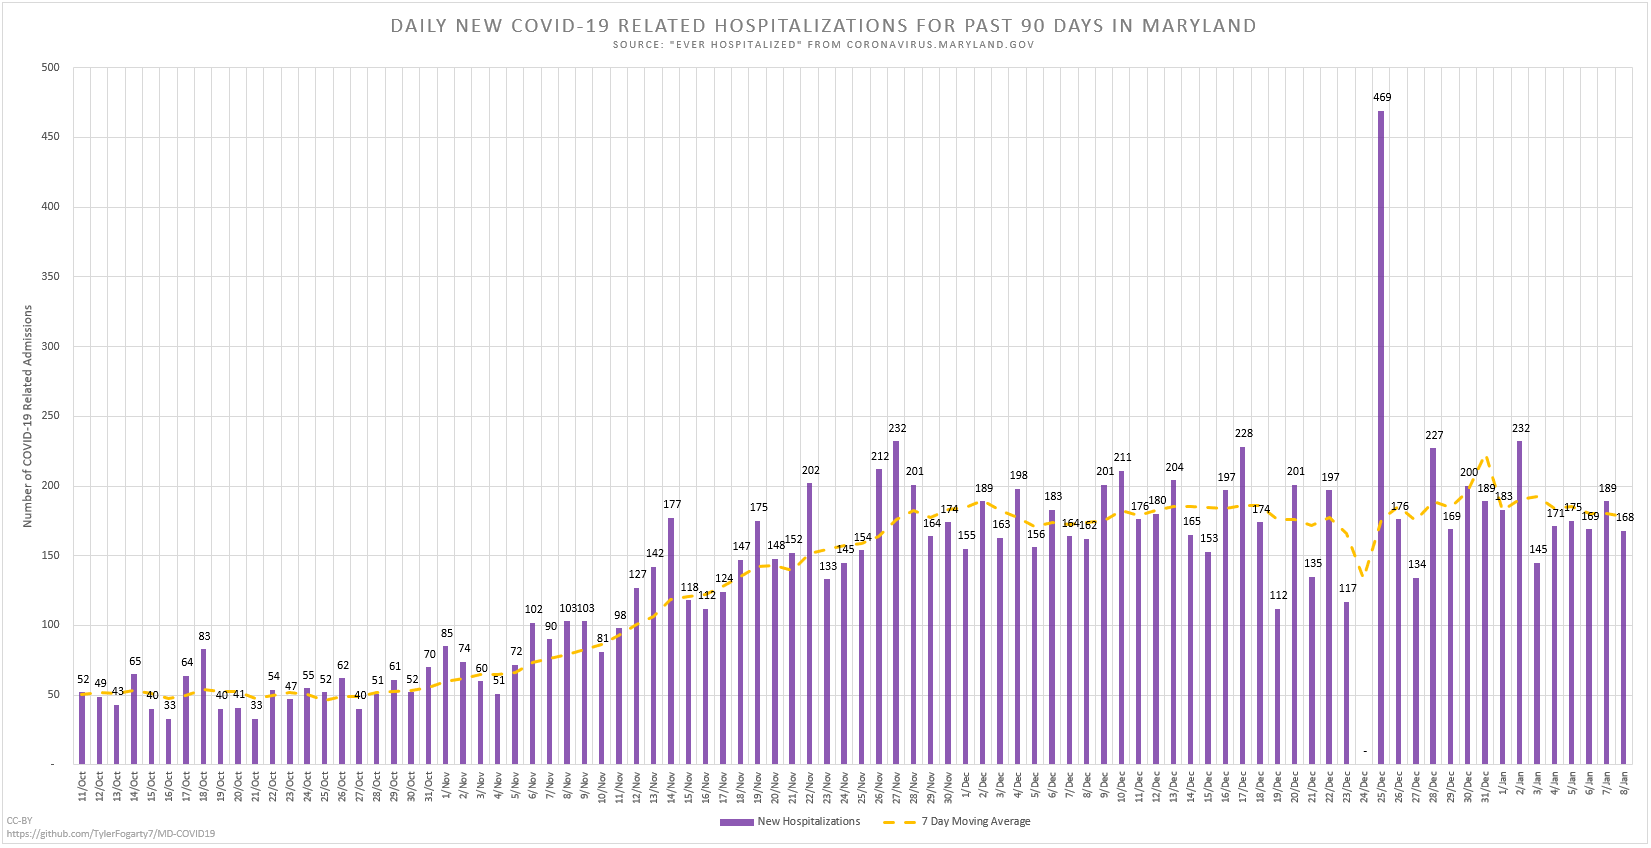 DAILY NEW COVID-19 RELATED HOSPITALIZATIONS FOR PAST 90 DAYS IN MARYLAND
SOURCE: "EVER HOSPITALIZED" FROM CORONAVIRUS.MARYLAND.GOV
Number of COVID-19 Related Admissions
500
450
400
350
300
250
200
150
100
50
-
52 49 43 65 40 33 64 83 40 41 33 54 47 55 52 62 40 51 61 52 70 85 74 60 51 72 102 90 103 103 81 98 127 142 177 118 112 124 147 175 148 152 202 133 145 154 212 232 201 164 174 155 189 163 198 156 183 164 162 201 211 176 180 204 165 153 197 228 174 112 201 135 197 117 - 469 176 134 227 169 200 189 183 232 145 171 175 169 189 168
11/Oct 12/Oct 13/Oct 14/Oct 15/Oct 16/Oct 17/Oct 18/Oct 19/Oct 20/Oct 21/Oct 22/Oct 23/Oct 24/Oct 25/Oct 26/Oct 27/Oct 28/Oct 29/Oct 30/Oct 31/Oct 1/Nov 2/Nov 3/Nov 4/Nov 5/Nov 6/Nov 7/Nov 8/Nov 9/Nov 10/Nov 11/Nov 12/Nov 13/Nov 14/Nov 15/Nov 16/Nov 17/Nov 18/Nov 19/Nov 20/Nov 21/Nov 22/Nov 23/Nov 24/Nov 25/Nov 26/Nov 27/Nov 28/Nov 29/Nov 30/Nov 1/Dec 2/Dec 3/Dec 4/Dec 5/Dec 6/Dec 7/Dec 8/Dec 9/Dec 10/Dec 11/Dec 12/Dec 13/Dec 14/Dec 15/Dec 16/Dec 17/Dec 18/Dec 19/Dec 20/Dec 21/Dec 22/Dec 23/Dec 24/Dec 25/Dec 26/Dec 27/Dec 28/Dec 29/Dec 30/Dec 31/Dec 1/Jan 2/Jan 3/Jan 4/Jan 5/Jan 6/Jan 7/Jan 8/Jan
New Hospitalizations 7 Day Moving Average
CC-BY
https://github.com/TylerFogarty7/MD-COVID19